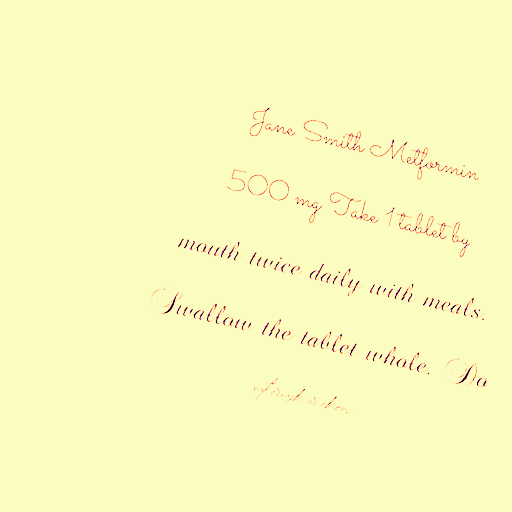 Jane Smith Metformin
500 mg Take 1 tablet by
mouth twice daily with meals.
Swallow the tablet whole. Do